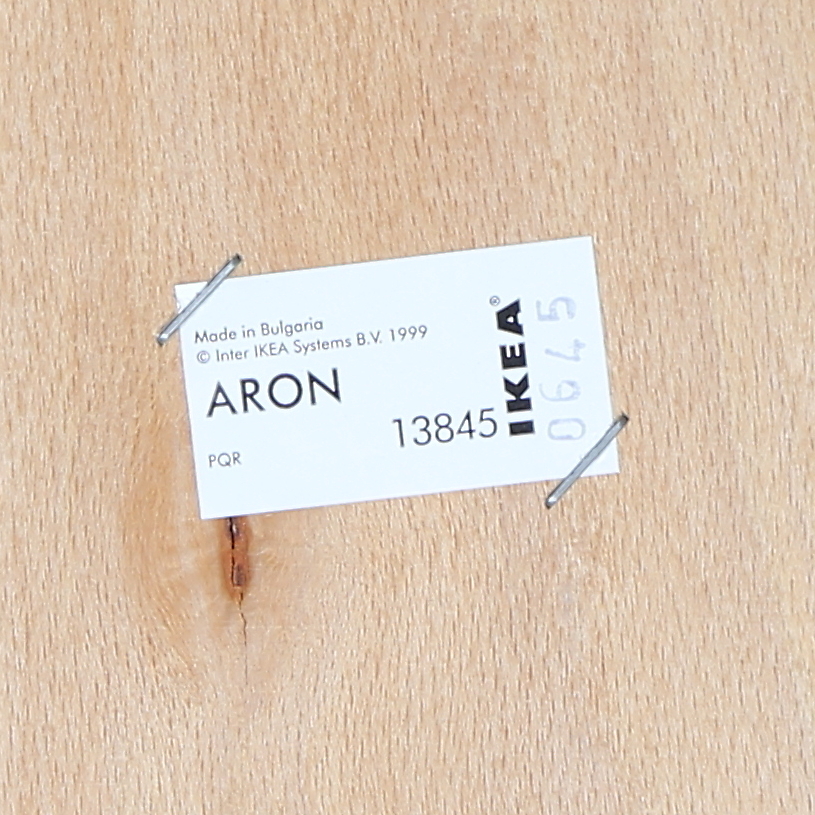 Made in Bulgaria
© Inter IKEA Systems B.V. 1999
ARON
13845
PQR
IKEA®
0645